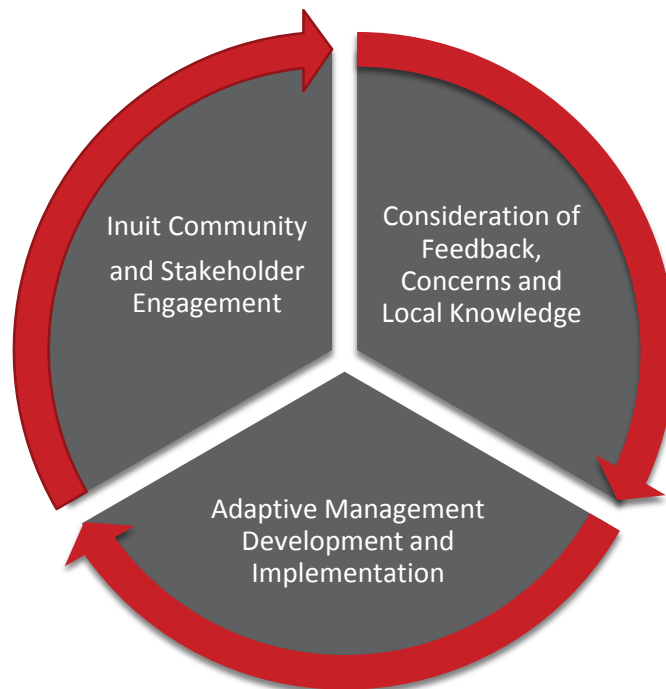 Inuit Community
and Stakeholder
Engagement
Consideration of
Feedback,
Concerns and
Local Knowledge
Adaptive Management
Development and
Implementation